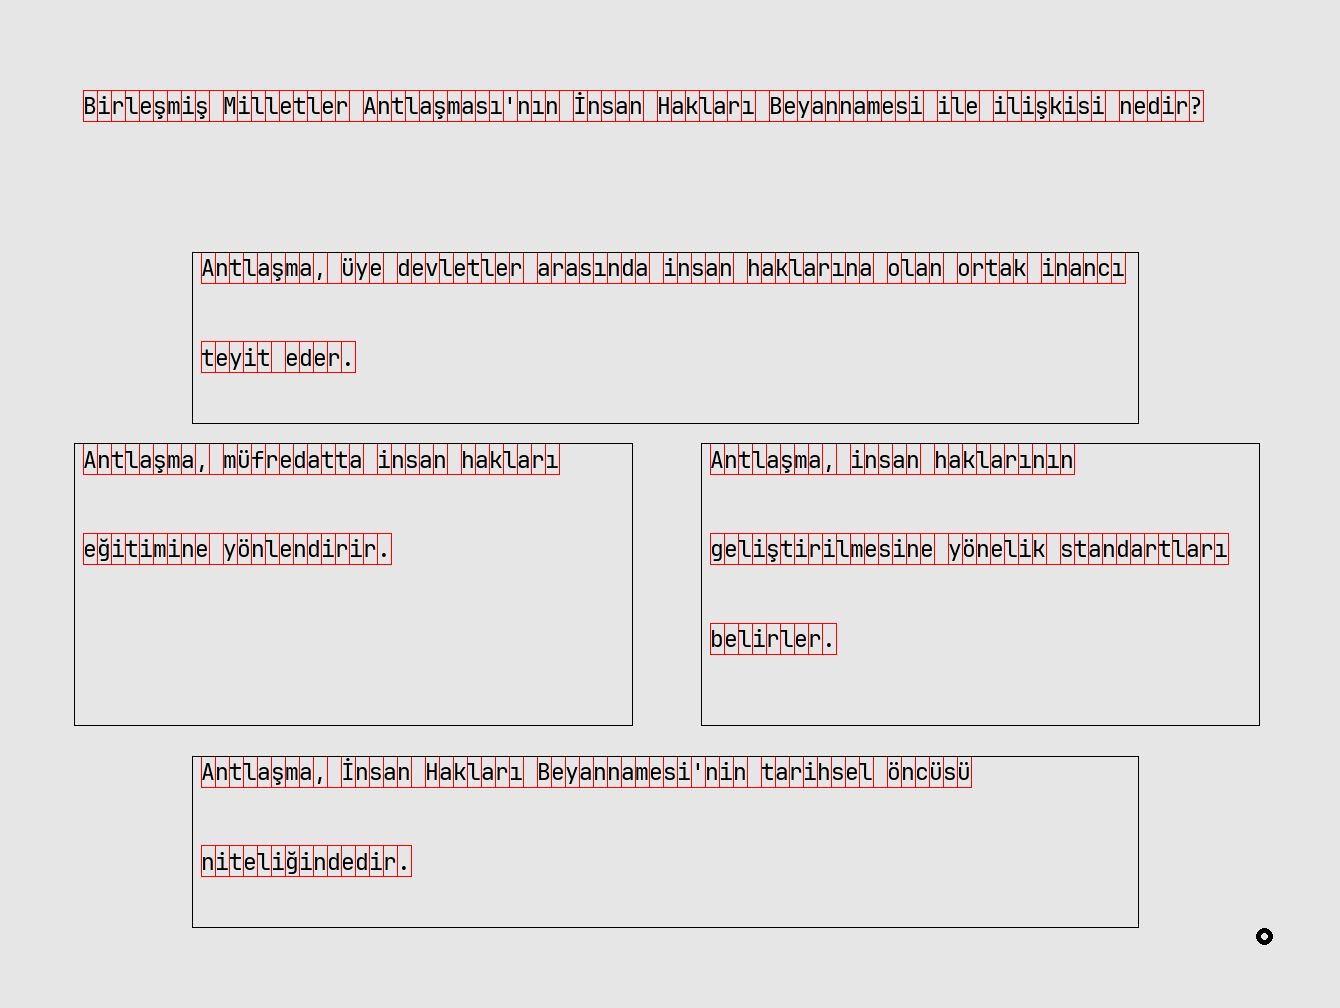 Birleşmiş Milletler Antlaşması'nın İnsan Hakları Beyannamesi ile ilişkisi nedir?
Antlaşma, üye devletler arasında insan haklarına olan ortak inancı
teyit eder.
Antlaşma, müfredatta insan hakları
eğitimine yönlendirir.
Antlaşma, insan haklarının
geliştirilmesine yönelik standartları
belirler.
Antlaşma, İnsan Hakları Beyannamesi'nin tarihsel öncüsü
niteliğindedir.